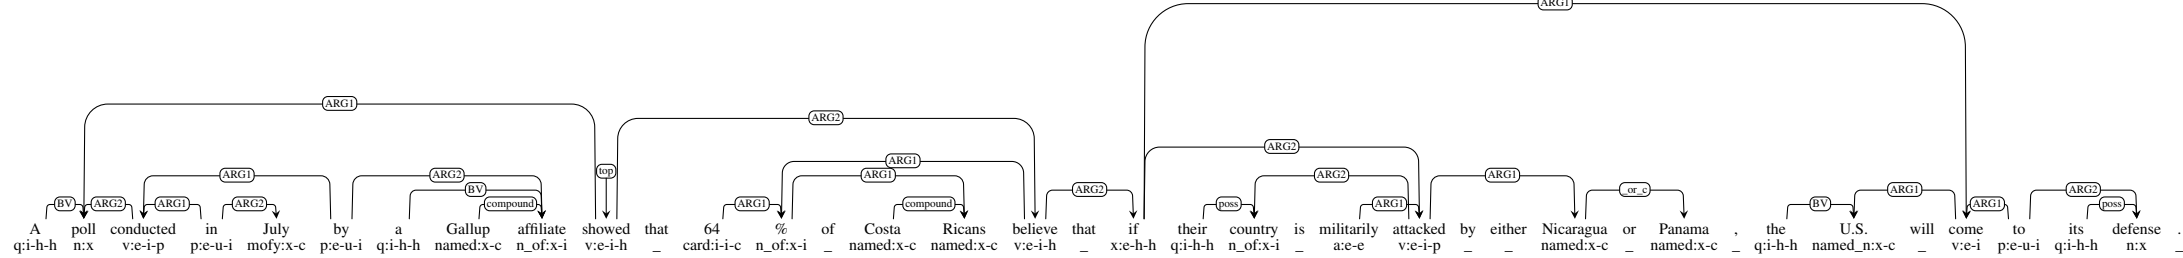 ARG1
ARG1
ARG2
ARG2
ARG1
top
ARG1 ARG2 ARG1 ARG2 ARG1
BV ARG2 _or_c ARG1 ARG2
BV ARG2 ARG1 ARG2 compound ARG1 compound poss ARG1 BV ARG1 poss
A poll conducted in July by a Gallup affiliate showed that 64 % of Costa Ricans believe that if their country is militarily attacked by either Nicaragua or Panama , the U.S. will come to its defense .
q:i-h-h n:x v:e-i-p p:e-u-i mofy:x-c p:e-u-i q:i-h-h named:x-c n_of:x-i v:e-i-h _ card:i-i-c n_of:x-i _ named:x-c named:x-c v:e-i-h _ x:e-h-h q:i-h-h n_of:x-i _ a:e-e v:e-i-p _ _ named:x-c _ named:x-c _ q:i-h-h named_n:x-c _ v:e-i p:e-u-i q:i-h-h n:x _